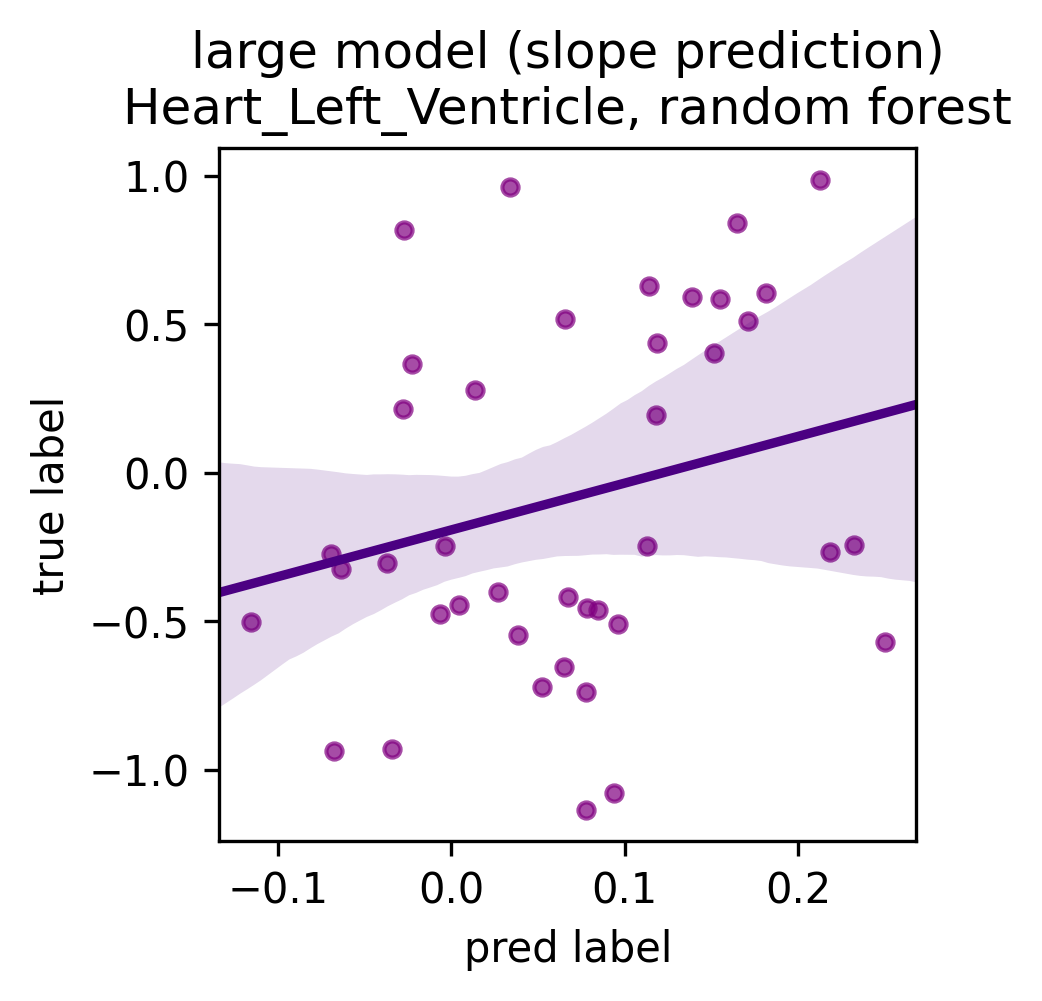 large model (slope prediction)
Heart_Left_Ventricle, random forest
1.0
0.5
0.0
−0.5
−1.0
true label
−0.1
0.0
0.1
0.2
pred label